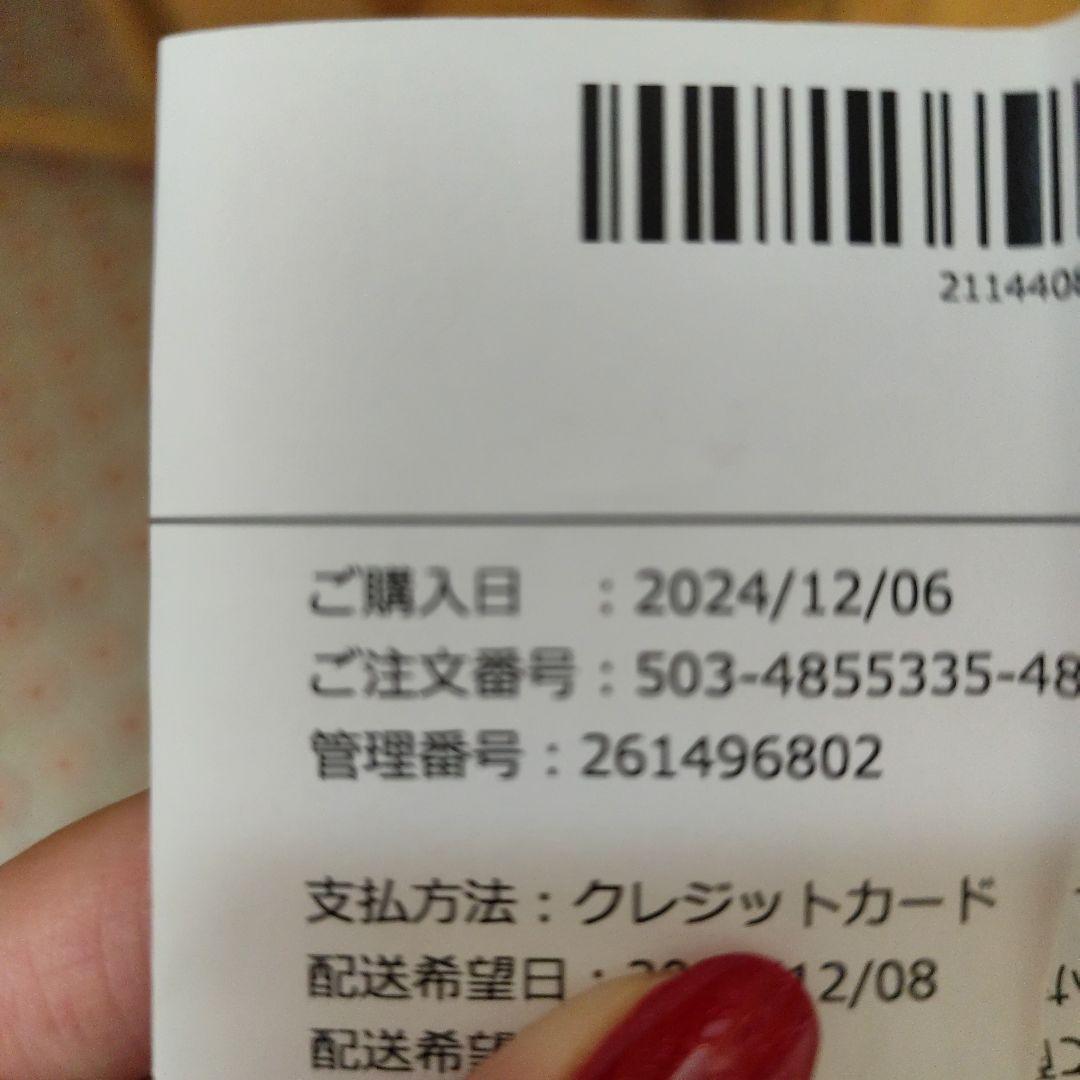 211440
ご購入日 : 2024/12/06
ご注文番号 : 503-4855335-48
管理番号 : 261496802
支払方法 : クレジットカード
配送希望日 : 12/08
配送希望